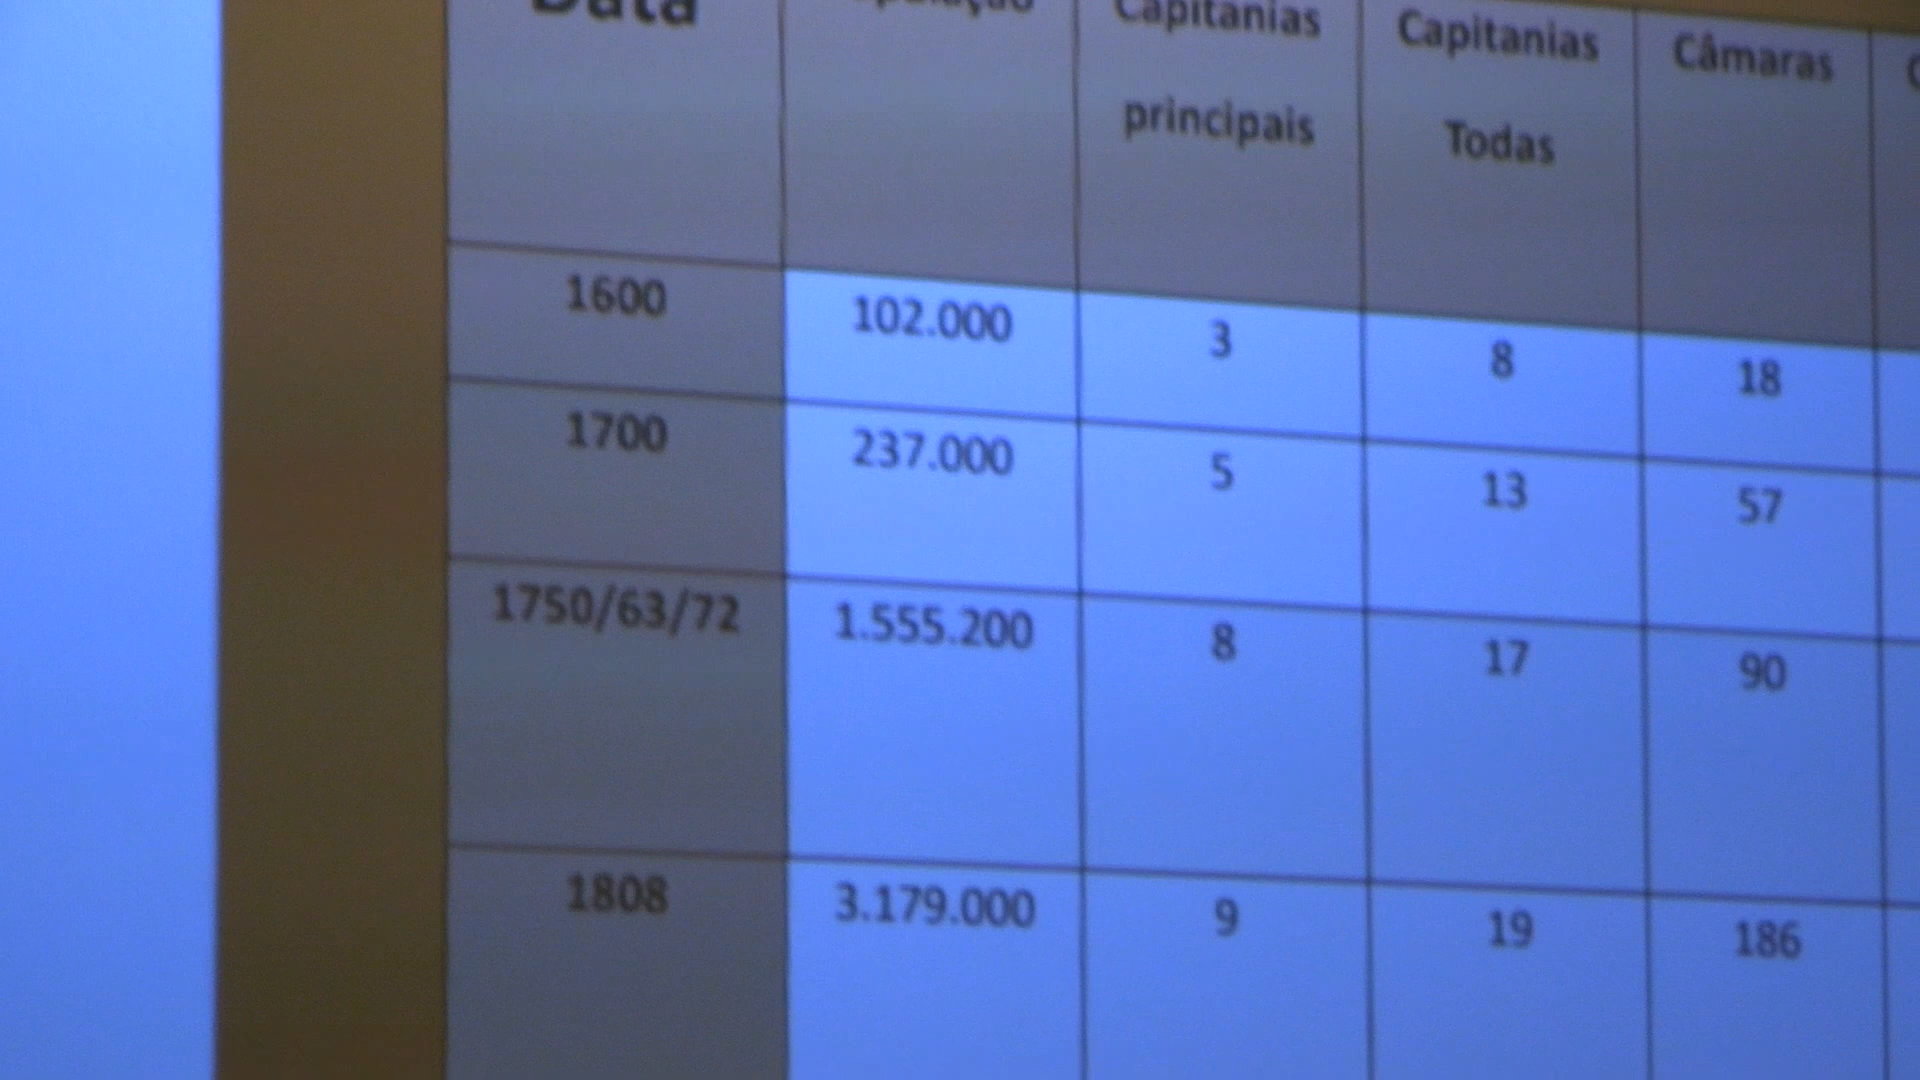 Data Capitanias Capitanias Câmaras
principais Todas
1600 102.000 3 8 18
1700 237.000 5 13 57
1750/63/72 1.555.200 8 17 90
1808 3.179.000 9 19 186